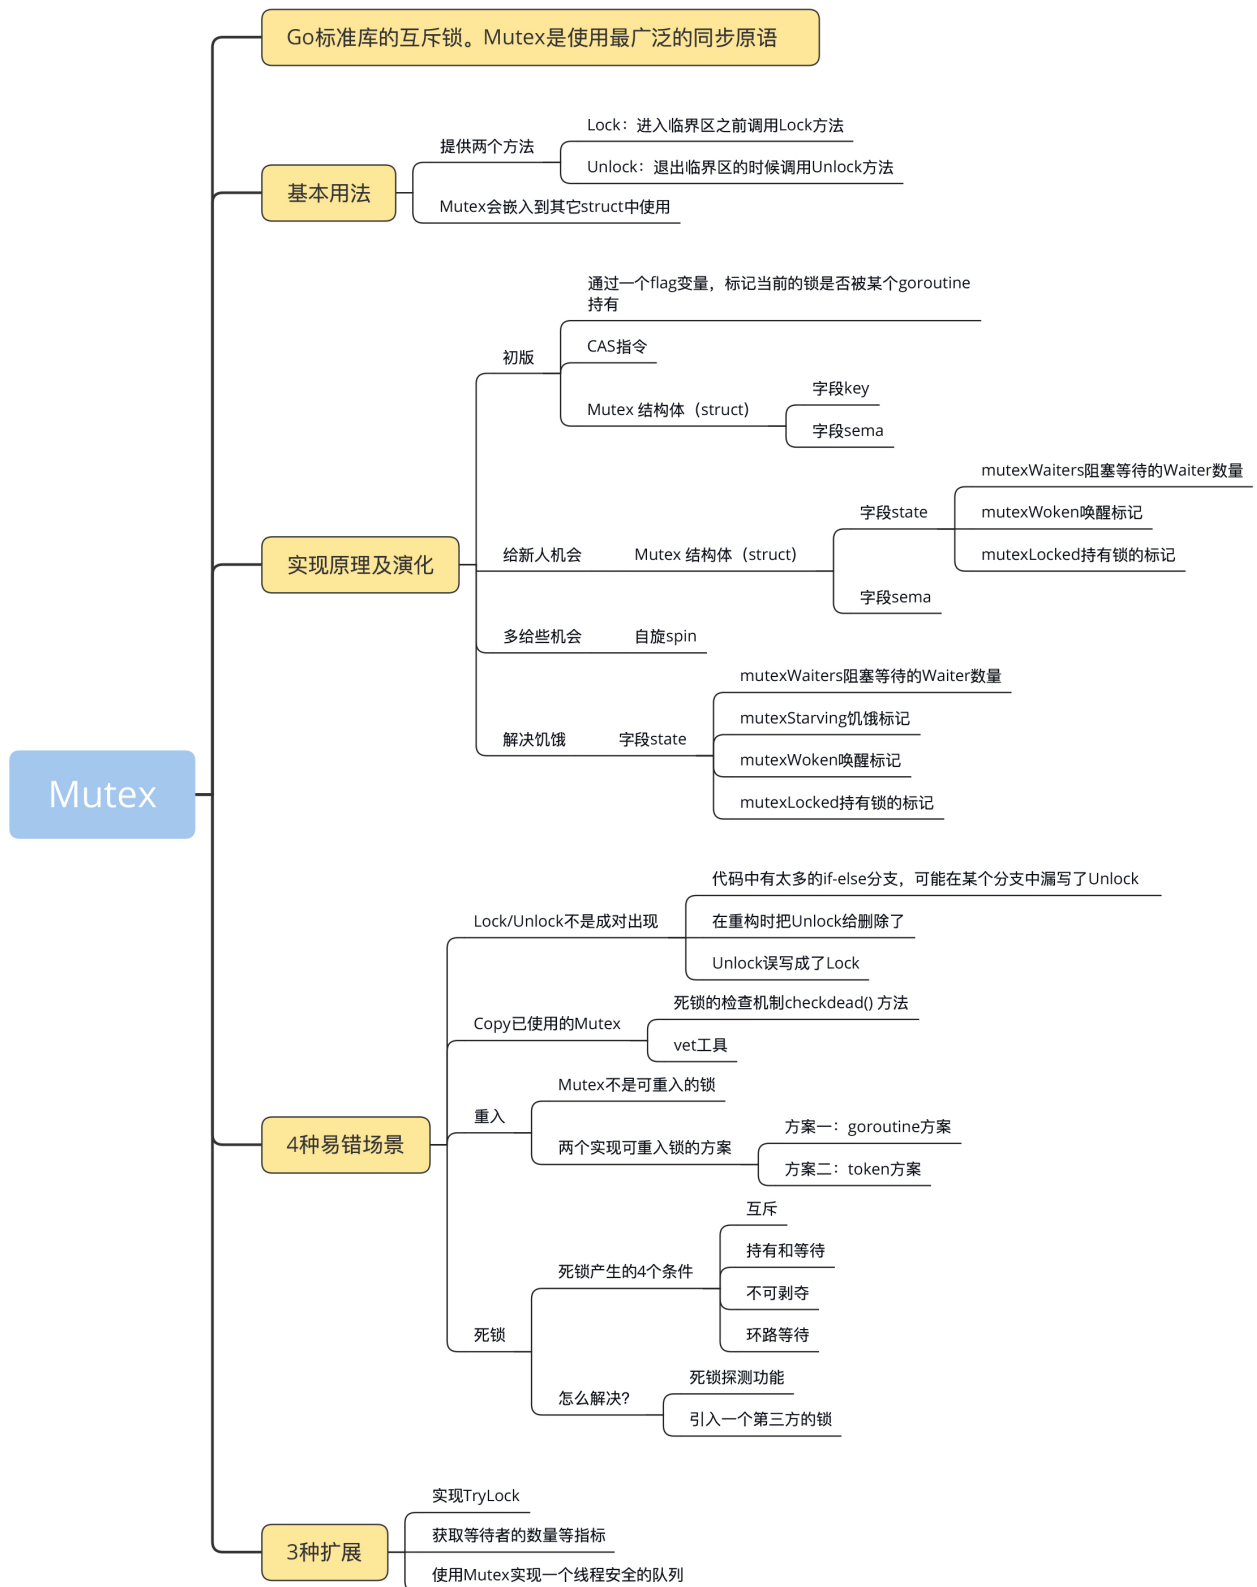 Go标准库的互斥锁。Mutex是使用最广泛的同步原语
Lock：进入临界区之前调用Lock方法
提供两个方法
Unlock：退出临界区的时候调用Unlock方法
基本用法
Mutex会嵌入到其它struct中使用
通过一个flag变量，标记当前的锁是否被某个goroutine
持有
初版
CAS指令
字段key
Mutex 结构体（struct）
字段sema
mutexWaiters阻塞等待的Waiter数量
字段state
mutexWoken唤醒标记
给新人机会
Mutex 结构体（struct）
mutexLocked持有锁的标记
实现原理及演化
字段sema
多给些机会
自旋spin
mutexWaiters阻塞等待的Waiter数量
mutexStarving饥饿标记
解决饥饿
字段state
mutexWoken唤醒标记
mutexLocked持有锁的标记
Mutex
代码中有太多的if-else分支，可能在某个分支中漏写了Unlock
Lock/Unlock不是成对出现
在重构时把Unlock给删除了
Unlock误写成了Lock
死锁的检查机制checkdead() 方法
Copy已使用的Mutex
vet工具
Mutex不是可重入的锁
重入
方案一：goroutine方案
4种易错场景
两个实现可重入锁的方案
方案二：token方案
互斥
持有和等待
死锁产生的4个条件
不可剥夺
环路等待
死锁
死锁探测功能
怎么解决？
引入一个第三方的锁
实现TryLock
获取等待者的数量等指标
3种扩展
使用Mutex实现一个线程安全的队列